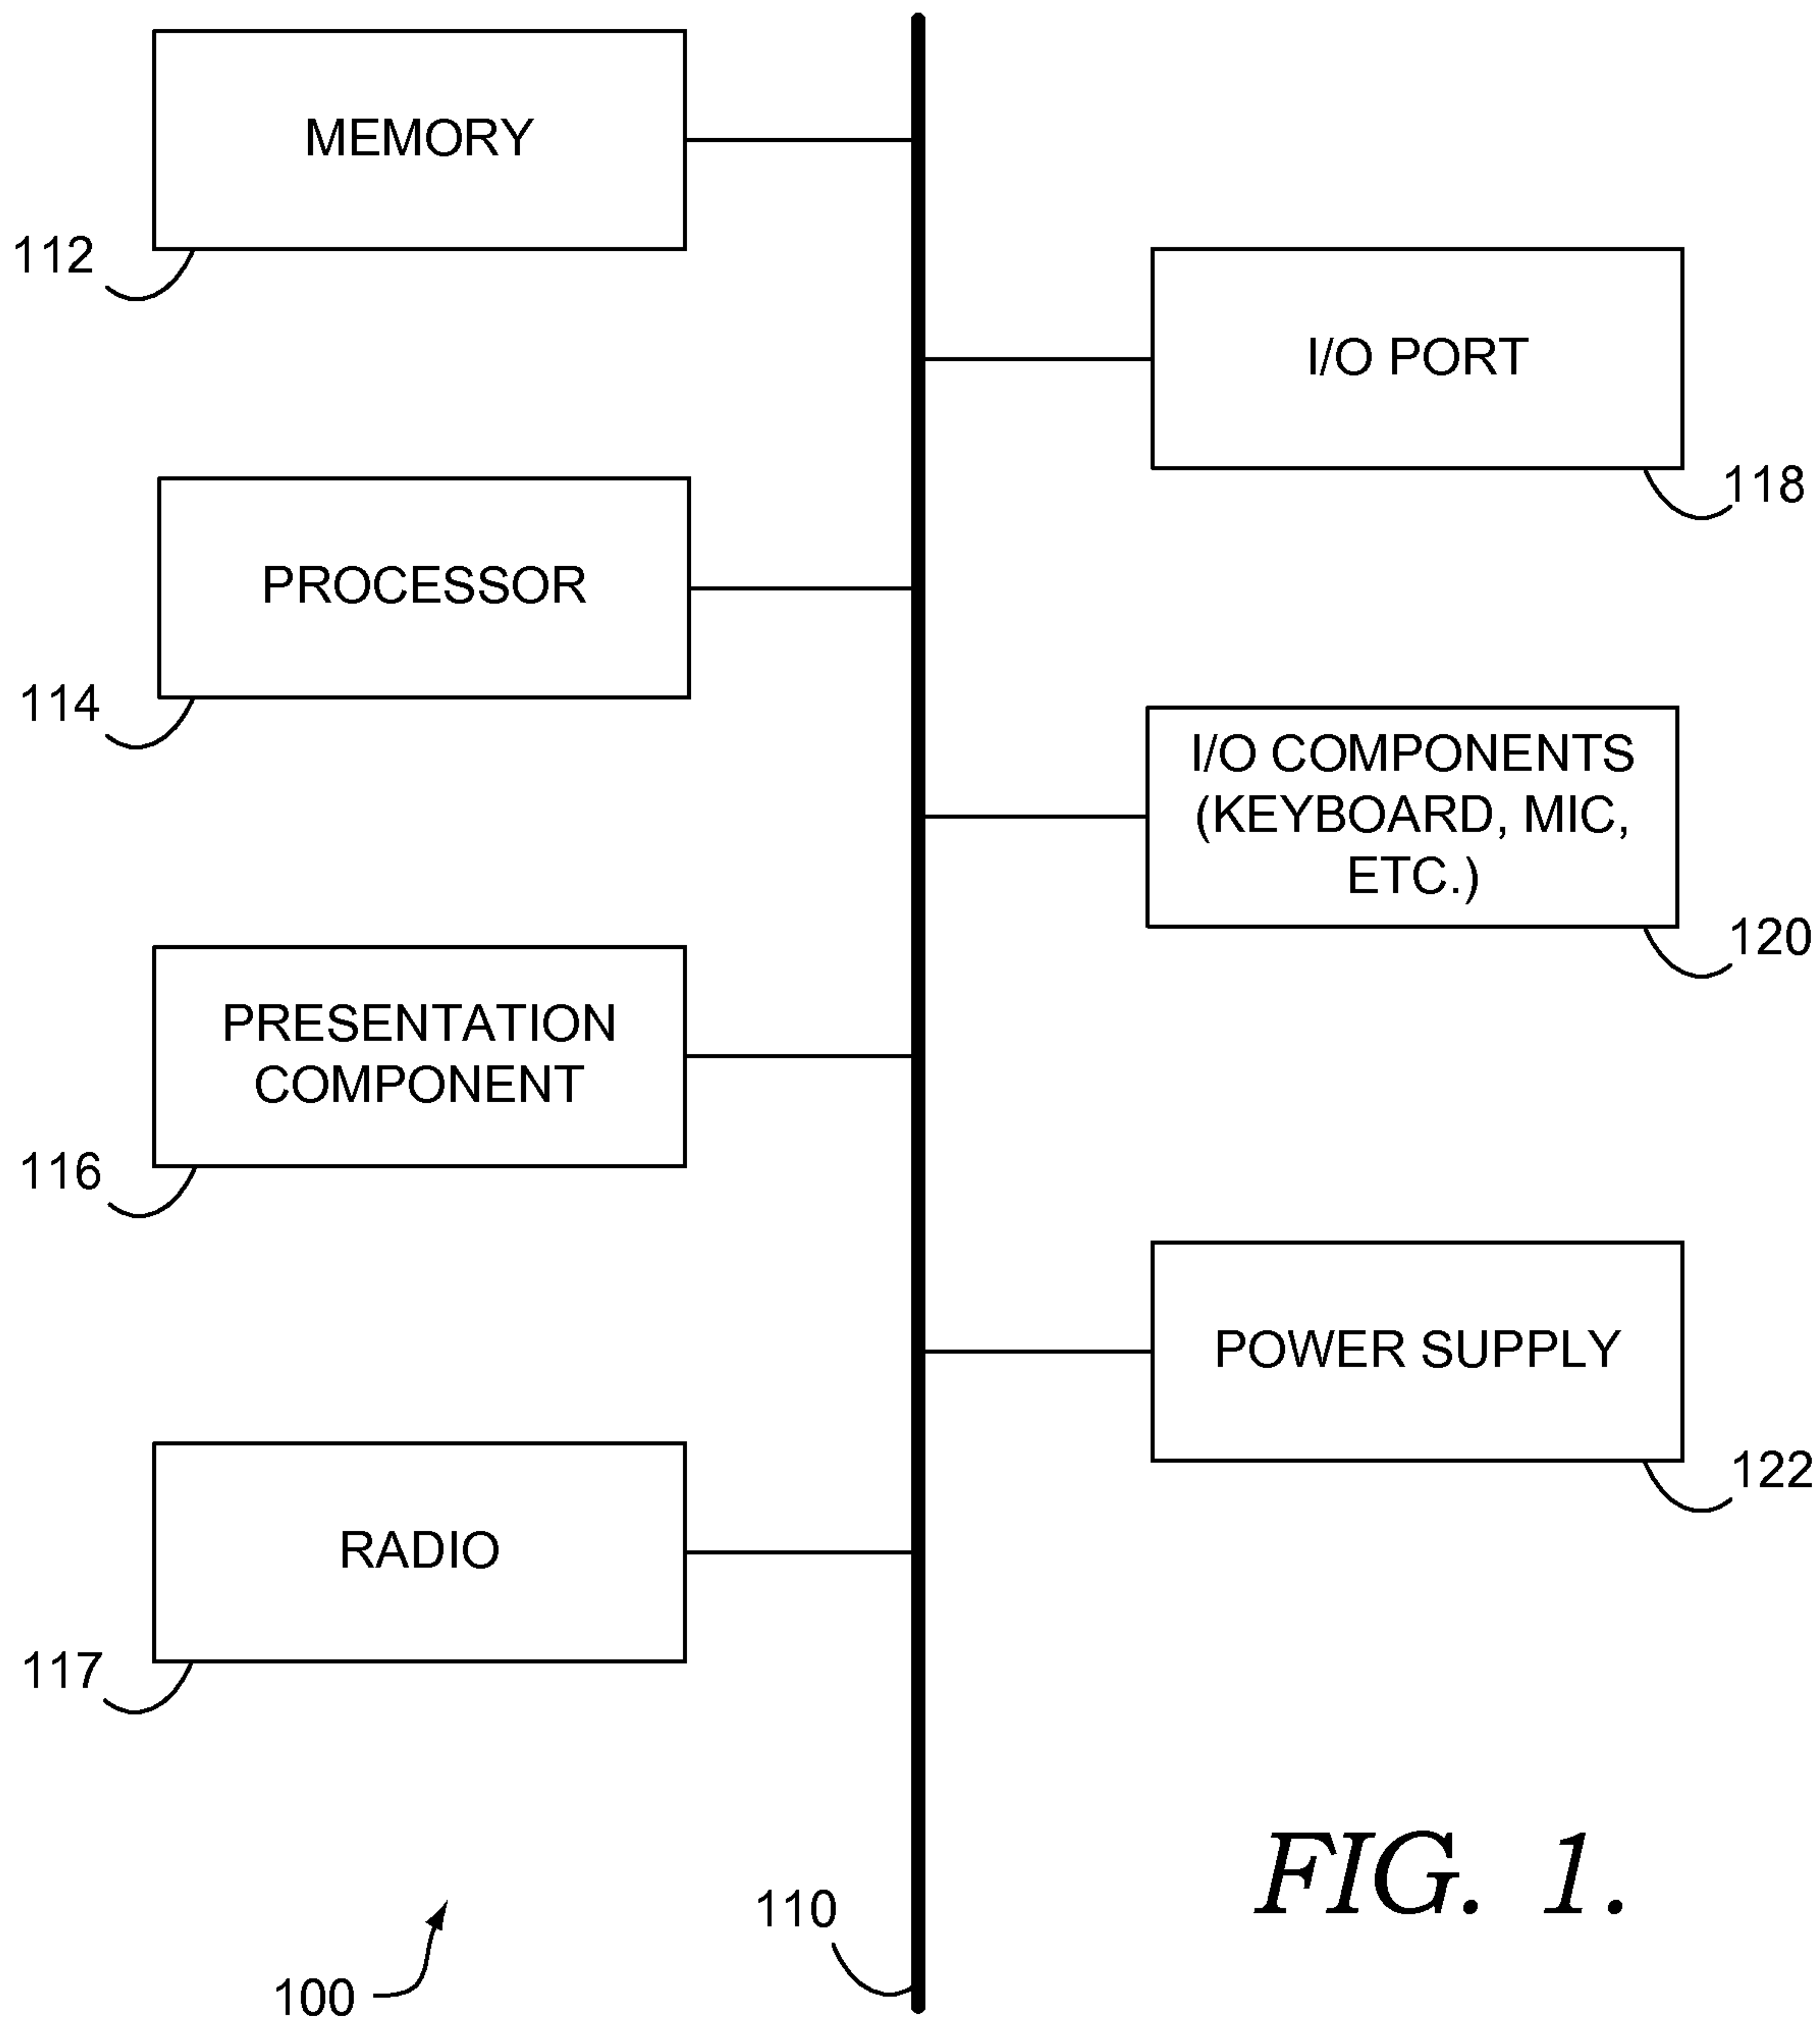 MEMORY
112
I/O PORT
118
PROCESSOR
114
I/O COMPONENTS
(KEYBOARD, MIC,
ETC.)
120
PRESENTATION
COMPONENT
116
POWER SUPPLY
122
RADIO
117
110
100
FIG. 1.